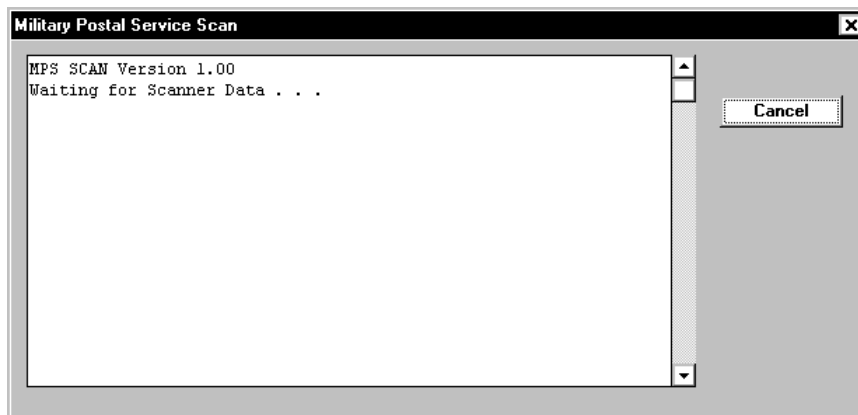 Military Postal Service Scan
MPS SCAN Version 1.00
Waiting for Scanner Data . . .
Cancel